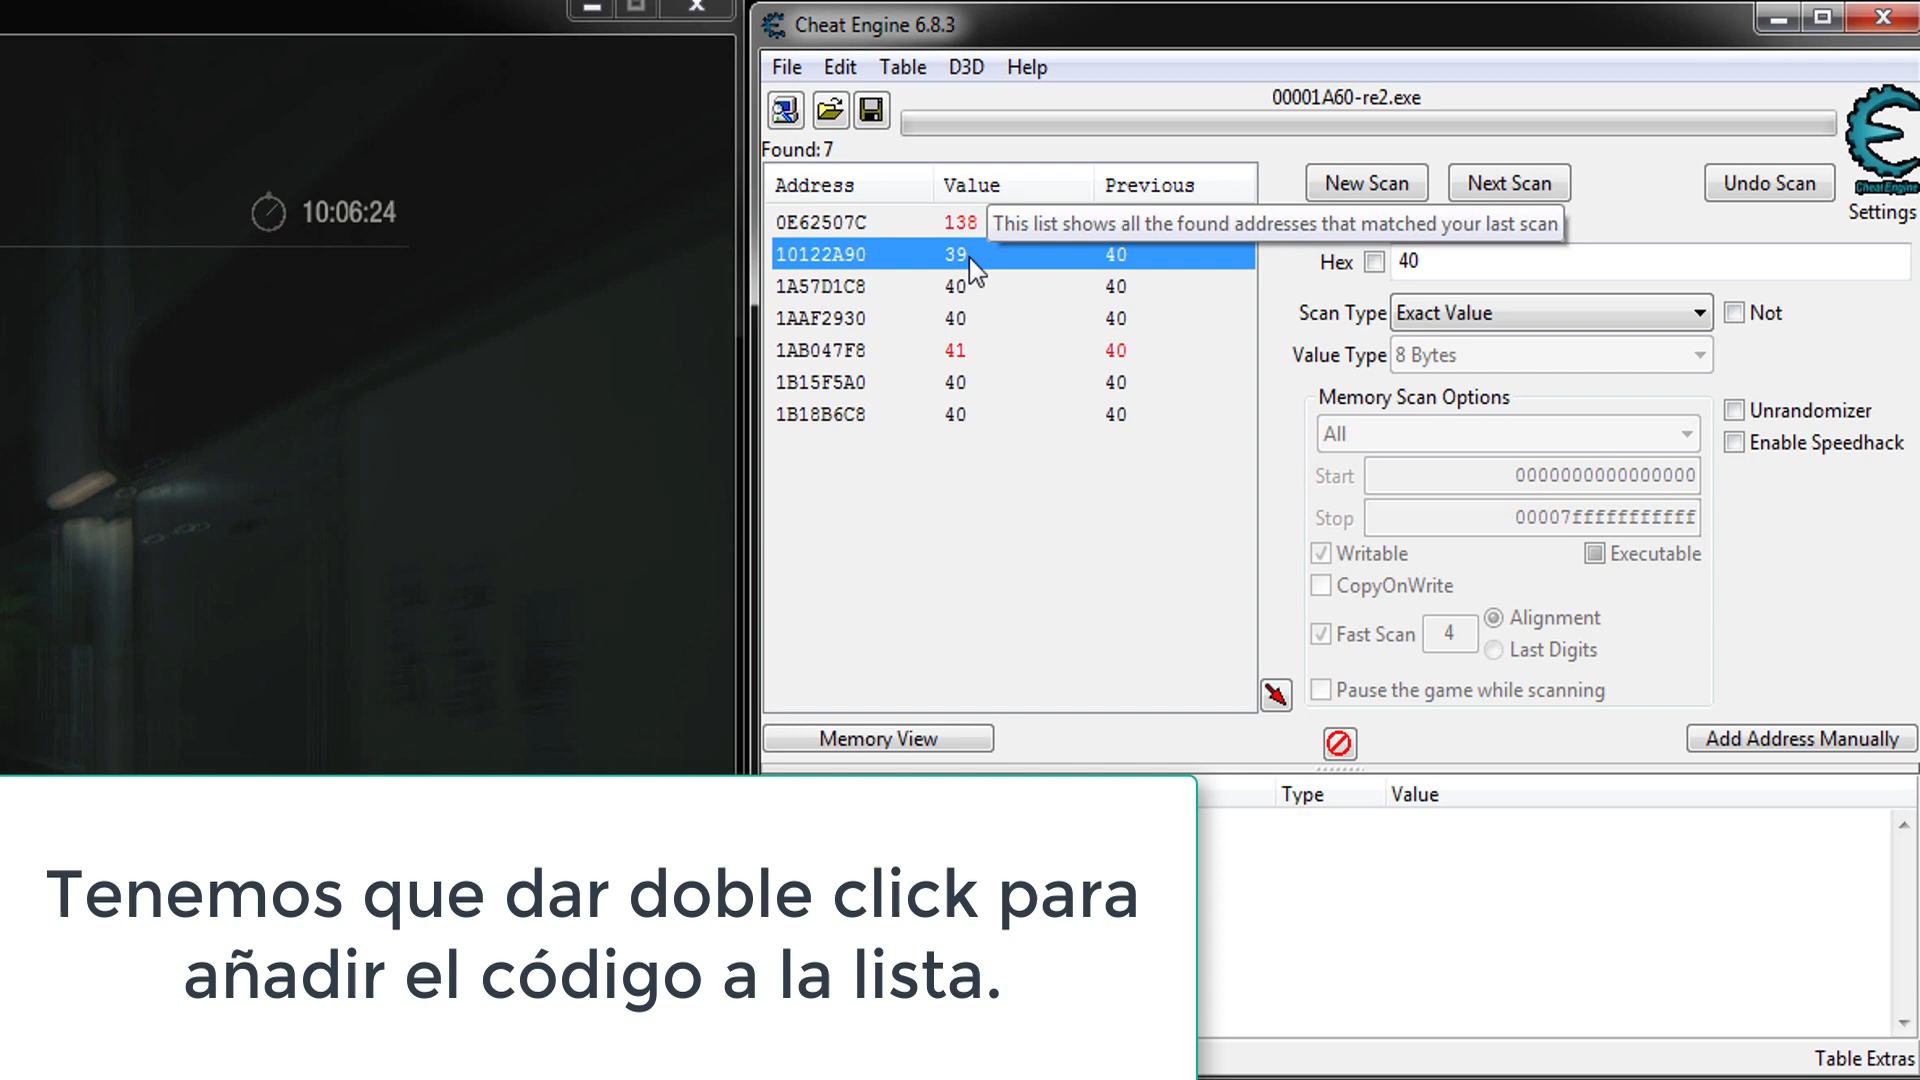 Cheat Engine 6.8.3
File Edit Table D3D Help
00001A60-re2.exe
Found: 7
Address Value Previous
0E62507C 138
10122A90 39 40
1A57D1C8 40 40
1AAF2930 40 40
1AB047F8 41 40
1B15F5A0 40 40
1B18B6C8 40 40
This list shows all the found addresses that matched your last scan
New Scan Next Scan Undo Scan
Cheat Engine
Settings
Hex 40
Scan Type Exact Value Not
Value Type 8 Bytes
Memory Scan Options
All
Unrandomizer
Enable Speedhack
Start 0000000000000000
Stop 00007fffffffffff
Writable Executable
CopyOnWrite
Fast Scan 4 Alignment
Last Digits
Pause the game while scanning
Memory View Add Address Manually
Type Value
Table Extras
10:06:24
Tenemos que dar doble click para
añadir el código a la lista.